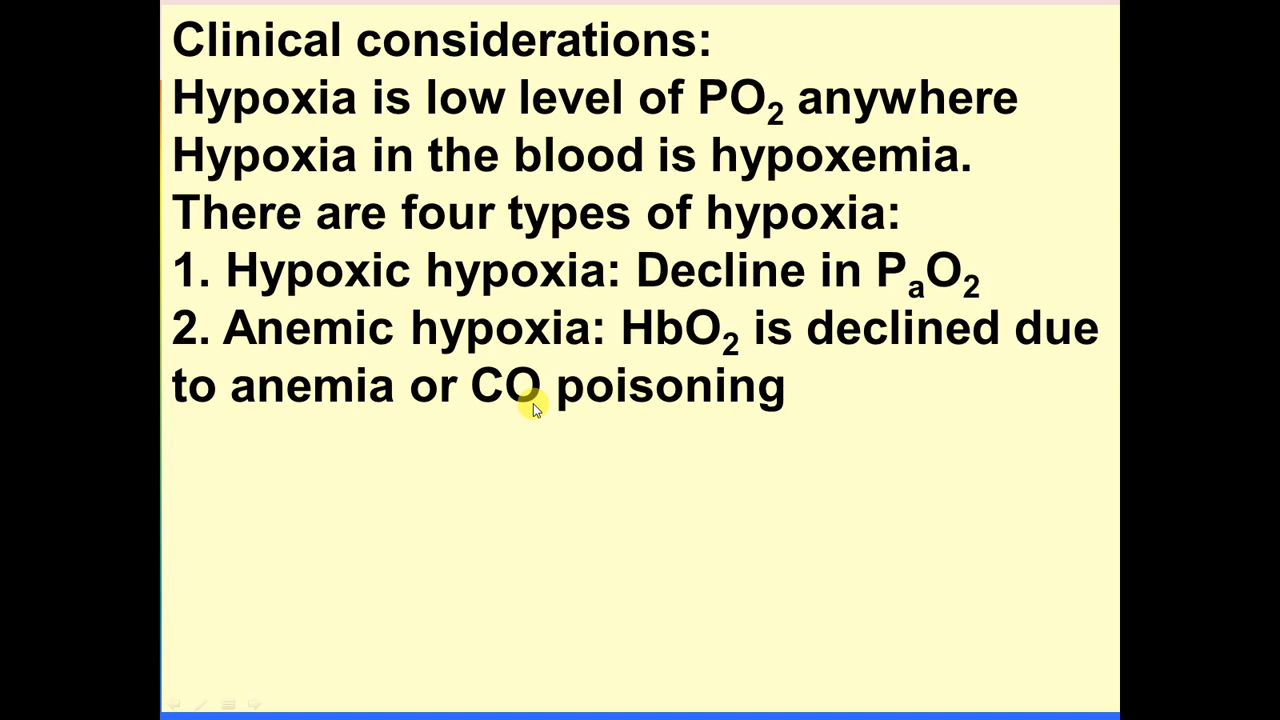 Clinical considerations:
Hypoxia is low level of PO₂ anywhere
Hypoxia in the blood is hypoxemia.
There are four types of hypoxia:
1. Hypoxic hypoxia: Decline in PₐO₂
2. Anemic hypoxia: HbO₂ is declined due
to anemia or CO poisoning